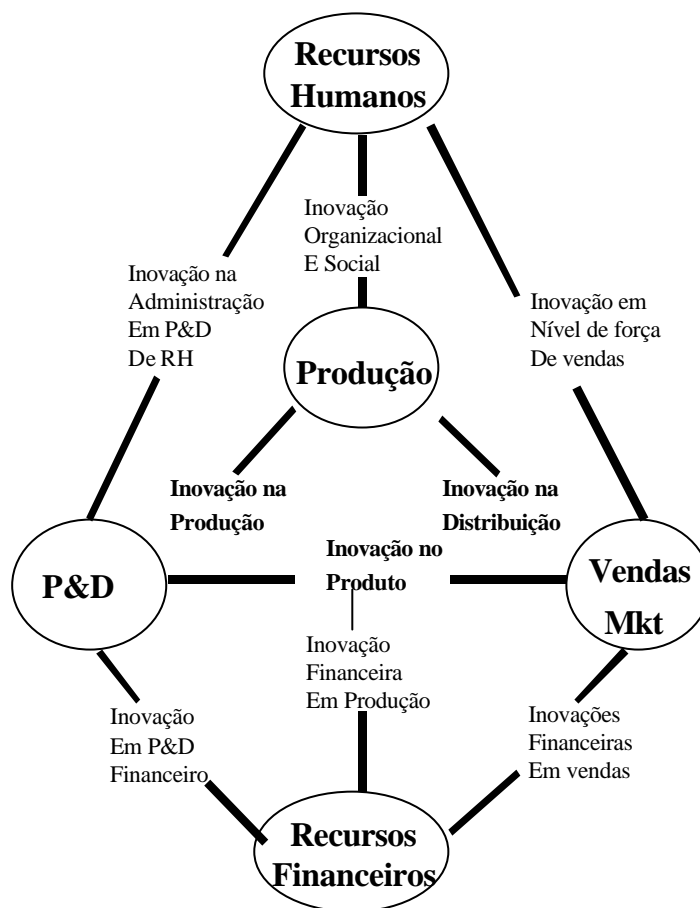 Recursos
Humanos
Inovação
Organizacional
E Social
Inovação na
Administração
Em P&D
De RH
Inovação em
Nível de força
De vendas
Produção
Inovação na
Produção
Inovação na
Distribuição
P&D
Inovação no
Produto
Vendas
Mkt
Inovação
Financeira
Em Produção
Inovação
Em P&D
Financeiro
Inovações
Financeiras
Em vendas
Recursos
Financeiros